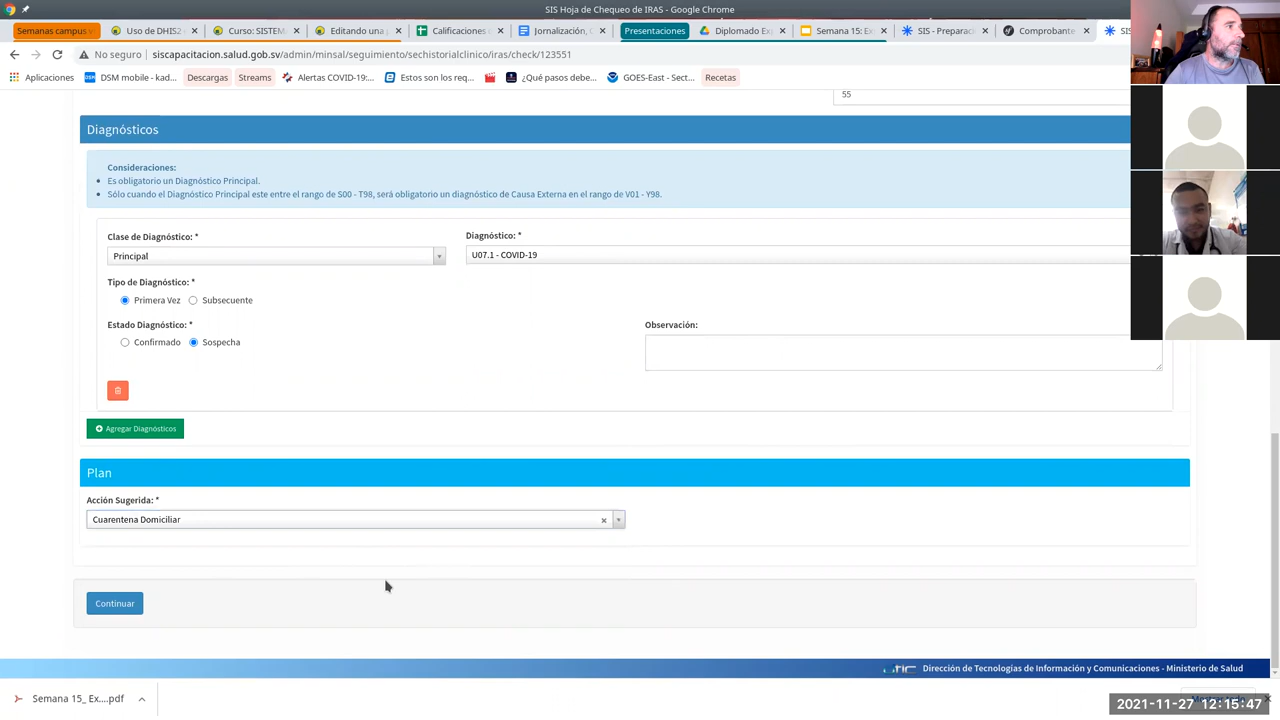 SIS Hoja de Chequeo de IRAS - Google Chrome
Semanas campus v
Uso de DHIS2
Curso: SISTEM
Editando una
Calificaciones
Jornalización, C
Presentaciones
Diplomado Exp
Semana 15: Ex
SIS - Preparaci
Comprobante
SIS
No seguro
siscapacitacion.salud.gob.sv/admin/minsal/seguimiento/sechistorialclinico/iras/check/123551
Aplicaciones
DSM mobile - kad...
Descargas
Streams
Alertas COVID-19:...
Estos son los req...
¿Qué pasos debe...
GOES-East - Sect...
Recetas
55
Diagnósticos
Consideraciones:
Es obligatorio un Diagnóstico Principal.
Sólo cuando el Diagnóstico Principal este entre el rango de S00 - T98, será obligatorio un diagnóstico de Causa Externa en el rango de V01 - Y98.
Clase de Diagnóstico: *
Diagnóstico: *
Principal
U07.1 - COVID-19
Tipo de Diagnóstico: *
Primera Vez
Subsecuente
Estado Diagnóstico: *
Observación:
Confirmado
Sospecha
Agregar Diagnósticos
Plan
Acción Sugerida: *
Cuarentena Domiciliar
Continuar
Dirección de Tecnologías de Información y Comunicaciones - Ministerio de Salud
Semana 15_ Ex....pdf
2021-11-27 12:15:47